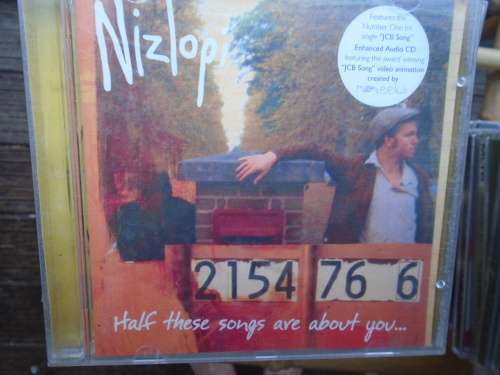 Nizlopi
Features the
Number One hit
single "JCB Song"
Enhanced Audio CD
featuring the award winning
"JCB Song" video animation
created by
2154 76 6
Half these songs are about you...